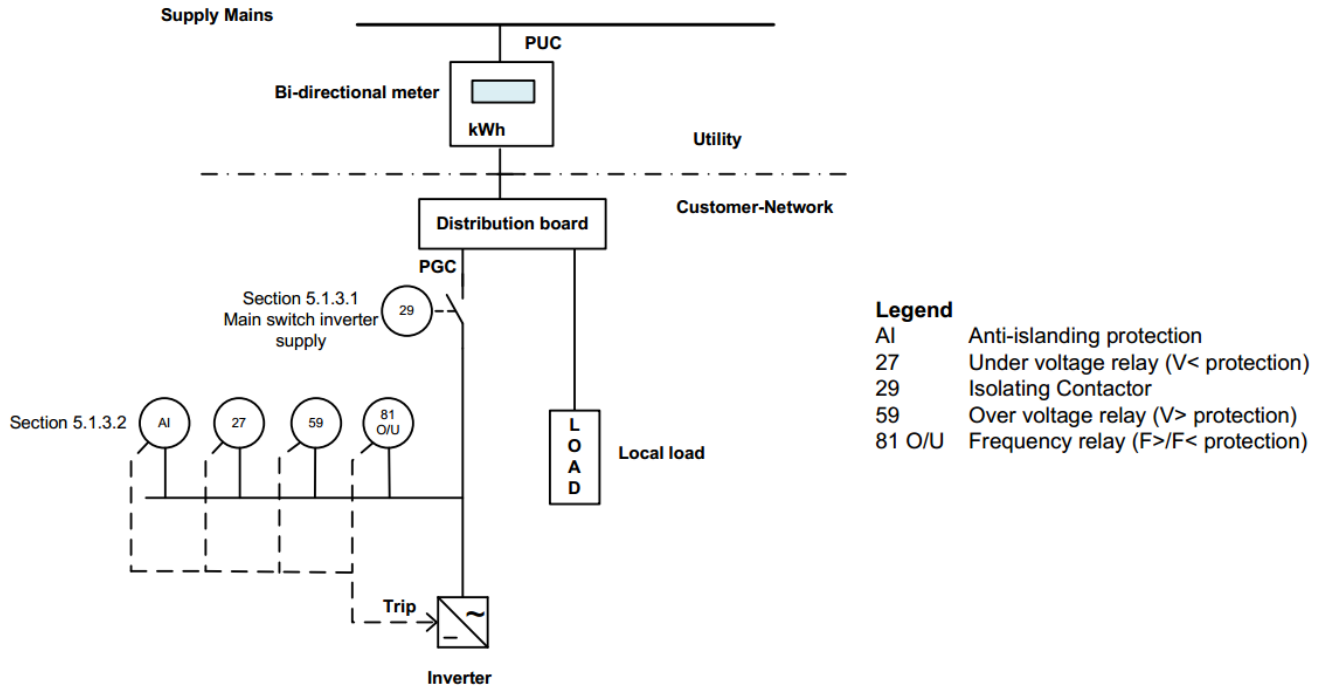 Supply Mains
PUC
Bi-directional meter
kWh
Utility
Customer-Network
Distribution board
PGC
Section 5.1.3.1
Main switch inverter
supply
29
Section 5.1.3.2
AI
27
59
81
O/U
L
O
A
D
Local load
Trip
~
–
Inverter
Legend
AI Anti-islanding protection
27 Under voltage relay (V< protection)
29 Isolating Contactor
59 Over voltage relay (V> protection)
81 O/U Frequency relay (F>/F< protection)